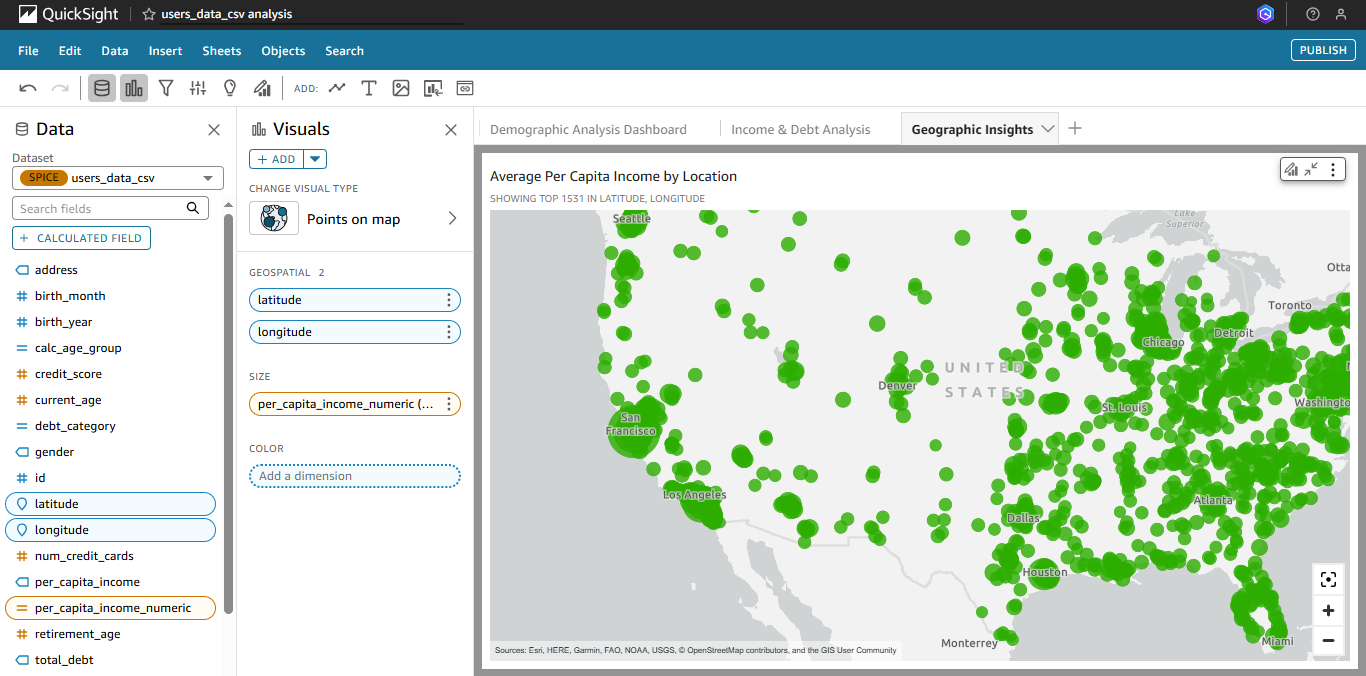 QuickSight
users_data_csv analysis
File Edit Data Insert Sheets Objects Search
PUBLISH
ADD:
Data
Dataset
SPICE users_data_csv
Search fields
+ CALCULATED FIELD
address
birth_month
birth_year
calc_age_group
credit_score
current_age
debt_category
gender
id
latitude
longitude
num_credit_cards
per_capita_income
per_capita_income_numeric
retirement_age
total_debt
Visuals
+ ADD
CHANGE VISUAL TYPE
Points on map
GEOSPATIAL 2
latitude
longitude
SIZE
per_capita_income_numeric (...
COLOR
Add a dimension
Demographic Analysis Dashboard Income & Debt Analysis Geographic Insights
Average Per Capita Income by Location
SHOWING TOP 1531 IN LATITUDE, LONGITUDE
Seattle
Lake
Superior
Otta
Toronto
Detroit
Chicago
UNITED
STATES
Denver
St. Louis
Washingto
San
Francisco
Los Angeles
Atlanta
Dallas
Houston
Monterrey
Miami
Sources: Esri, HERE, Garmin, FAO, NOAA, USGS, © OpenStreetMap contributors, and the GIS User Community